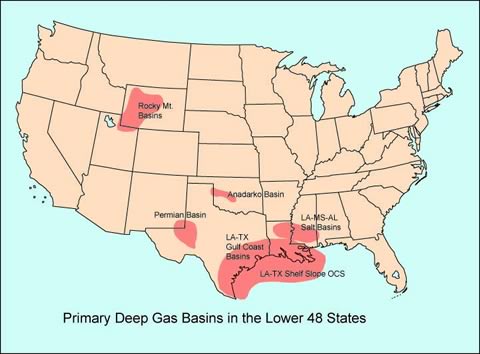 Rocky Mt.
Basins
Anadarko Basin
Permian Basin
LA-MS-AL
Salt Basins
LA-TX
Gulf Coast
Basins
LA-TX Shelf Slope OCS
Primary Deep Gas Basins in the Lower 48 States